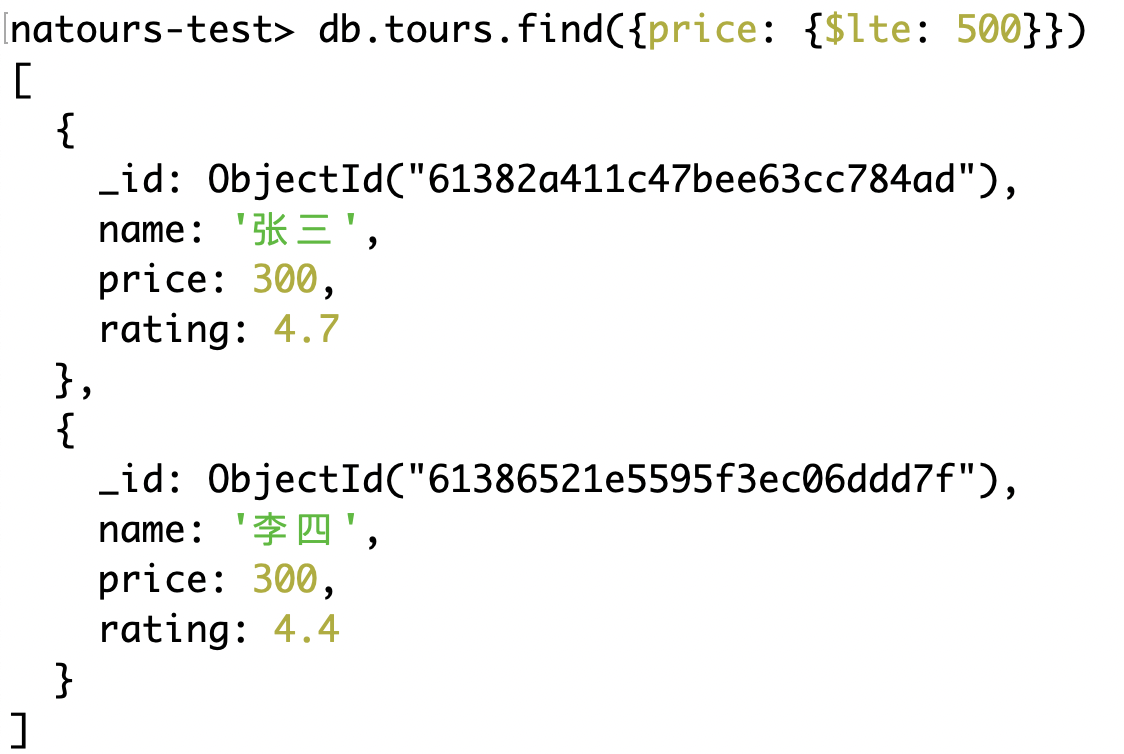 natours-test> db.tours.find({price: {$lte: 500}})
[
  {
    _id: ObjectId("61382a411c47bee63cc784ad"),
    name: '张三',
    price: 300,
    rating: 4.7
  },
  {
    _id: ObjectId("61386521e5595f3ec06ddd7f"),
    name: '李四',
    price: 300,
    rating: 4.4
  }
]